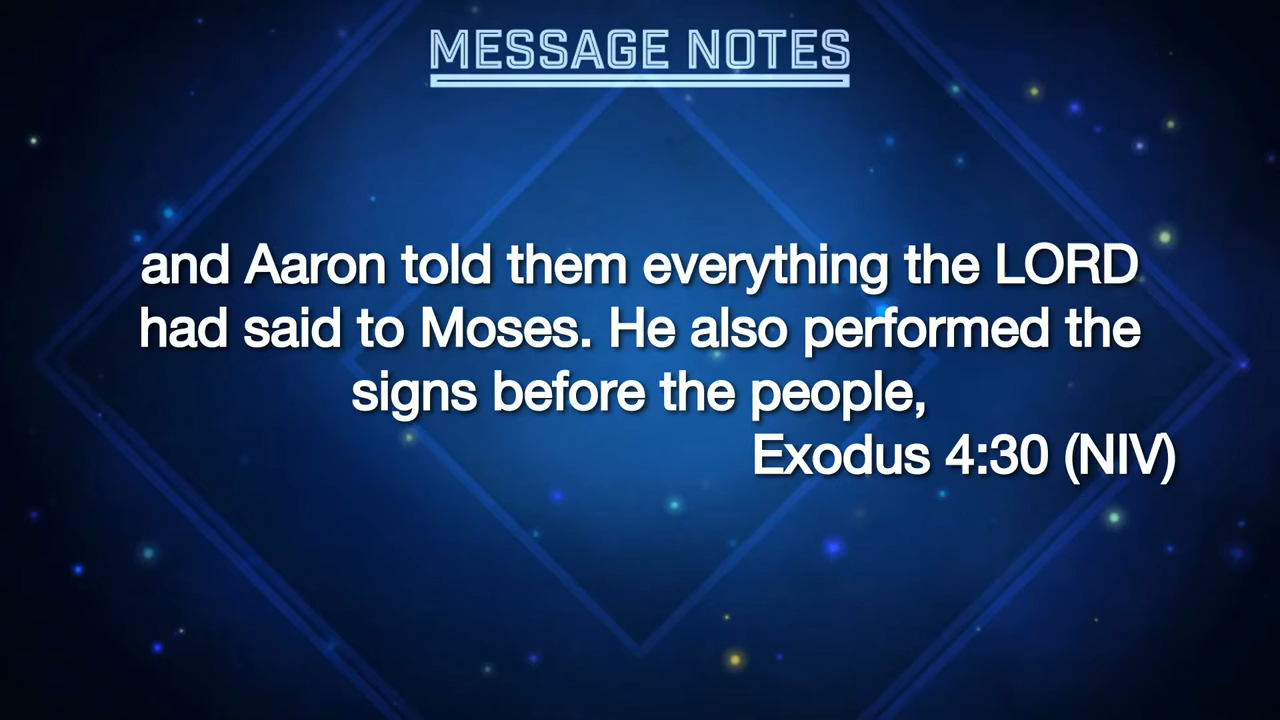 MESSAGE NOTES
and Aaron told them everything the LORD
had said to Moses. He also performed the
signs before the people,
Exodus 4:30 (NIV)